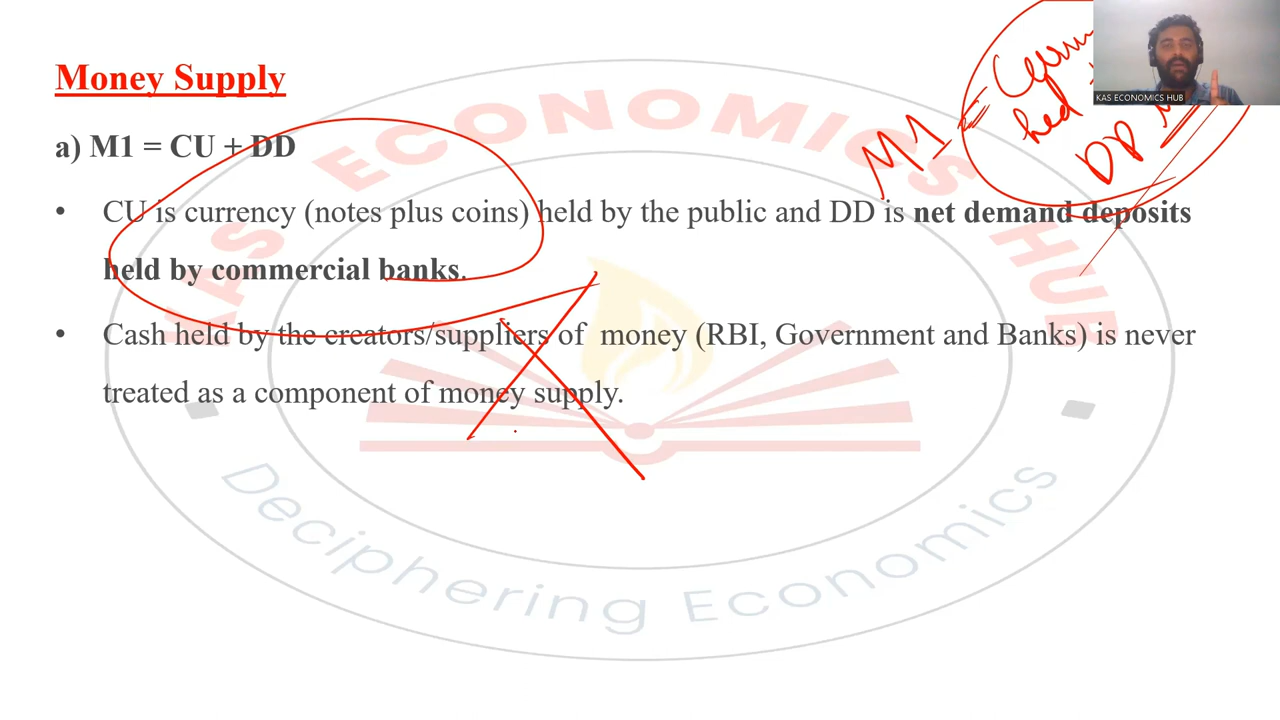 Money Supply
a) M1 = CU + DD
• CU is currency (notes plus coins) held by the public and DD is net demand deposits
held by commercial banks.
• Cash held by the creators/suppliers of money (RBI, Government and Banks) is never
treated as a component of money supply.
M1 =
DD
KAS ECONOMICS HUB
KAS ECONOMICS HUB
Deciphering Economics